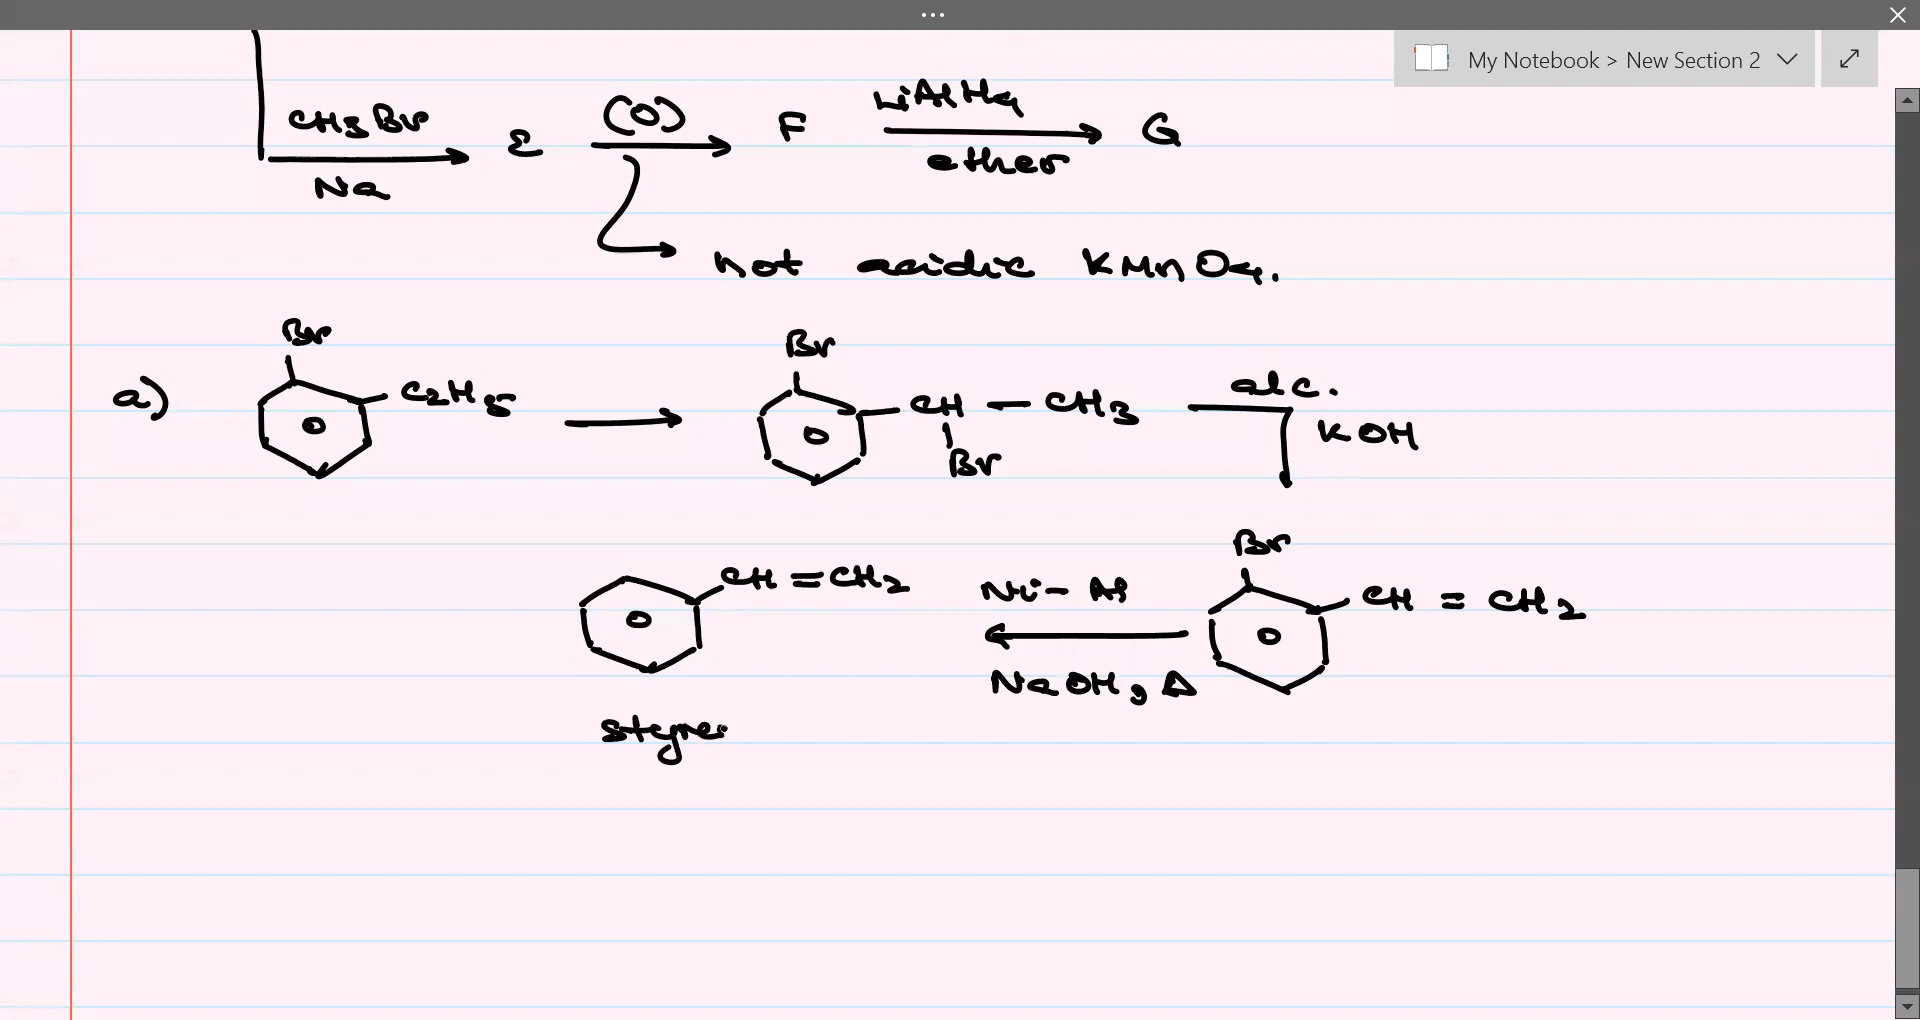 My Notebook > New Section 2
CH3Br
Na
E
(O)
F
LiAlH4
ether
G
hot acidic KMnO4.
a)
Br
C2H5
Br
CH - CH3
Br
alc.
KOH
CH = CH2
Ni - Al
NaOH, Δ
Br
CH = CH2
styre